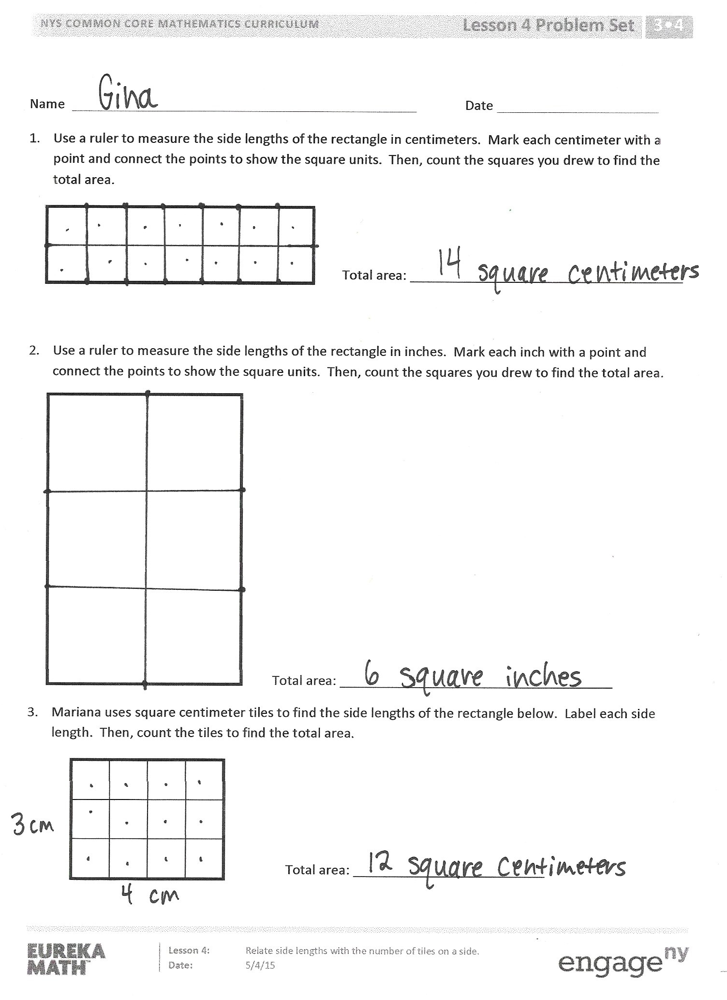 NYS COMMON CORE MATHEMATICS CURRICULUM Lesson 4 Problem Set 3•4
Name Gina Date
1. Use a ruler to measure the side lengths of the rectangle in centimeters. Mark each centimeter with a
point and connect the points to show the square units. Then, count the squares you drew to find the
total area.
Total area: 14 square centimeters
2. Use a ruler to measure the side lengths of the rectangle in inches. Mark each inch with a point and
connect the points to show the square units. Then, count the squares you drew to find the total area.
Total area: 6 square inches
3. Mariana uses square centimeter tiles to find the side lengths of the rectangle below. Label each side
length. Then, count the tiles to find the total area.
3 cm
Total area: 12 square centimeters
4 cm
EUREKA
MATH™
Lesson 4: Relate side lengths with the number of tiles on a side.
Date: 5/4/15
engage ny